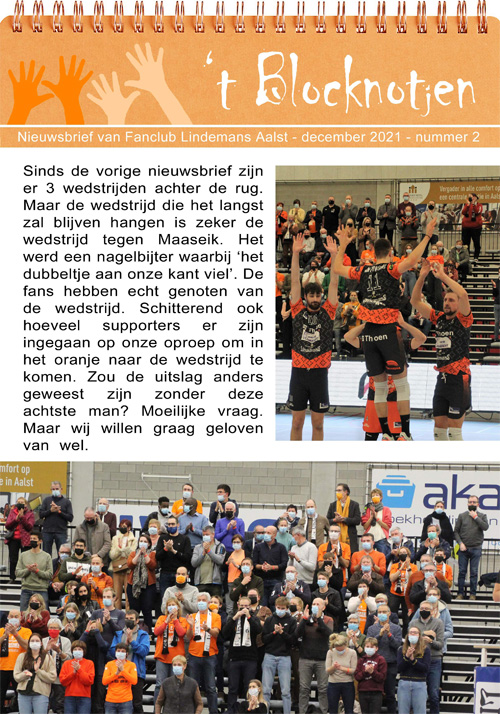 't Blocknotjen
Nieuwsbrief van Fanclub Lindemans Aalst - december 2021 - nummer 2
Sinds de vorige nieuwsbrief zijn
er 3 wedstrijden achter de rug.
Maar de wedstrijd die het langst
zal blijven hangen is zeker de
wedstrijd tegen Maaseik. Het
werd een nagelbijter waarbij 'het
dubbeltje aan onze kant viel'. De
fans hebben echt genoten van
de wedstrijd. Schitterend ook
hoeveel supporters er zijn
ingegaan op onze oproep om in
het oranje naar de wedstrijd te
komen. Zou de uitslag anders
geweest zijn zonder deze
achtste man? Moeilijke vraag.
Maar wij willen graag geloven
van wel.
Vergader in alle comfort op
Thoen
Thoen
comfort op
ie in Aalst
aka